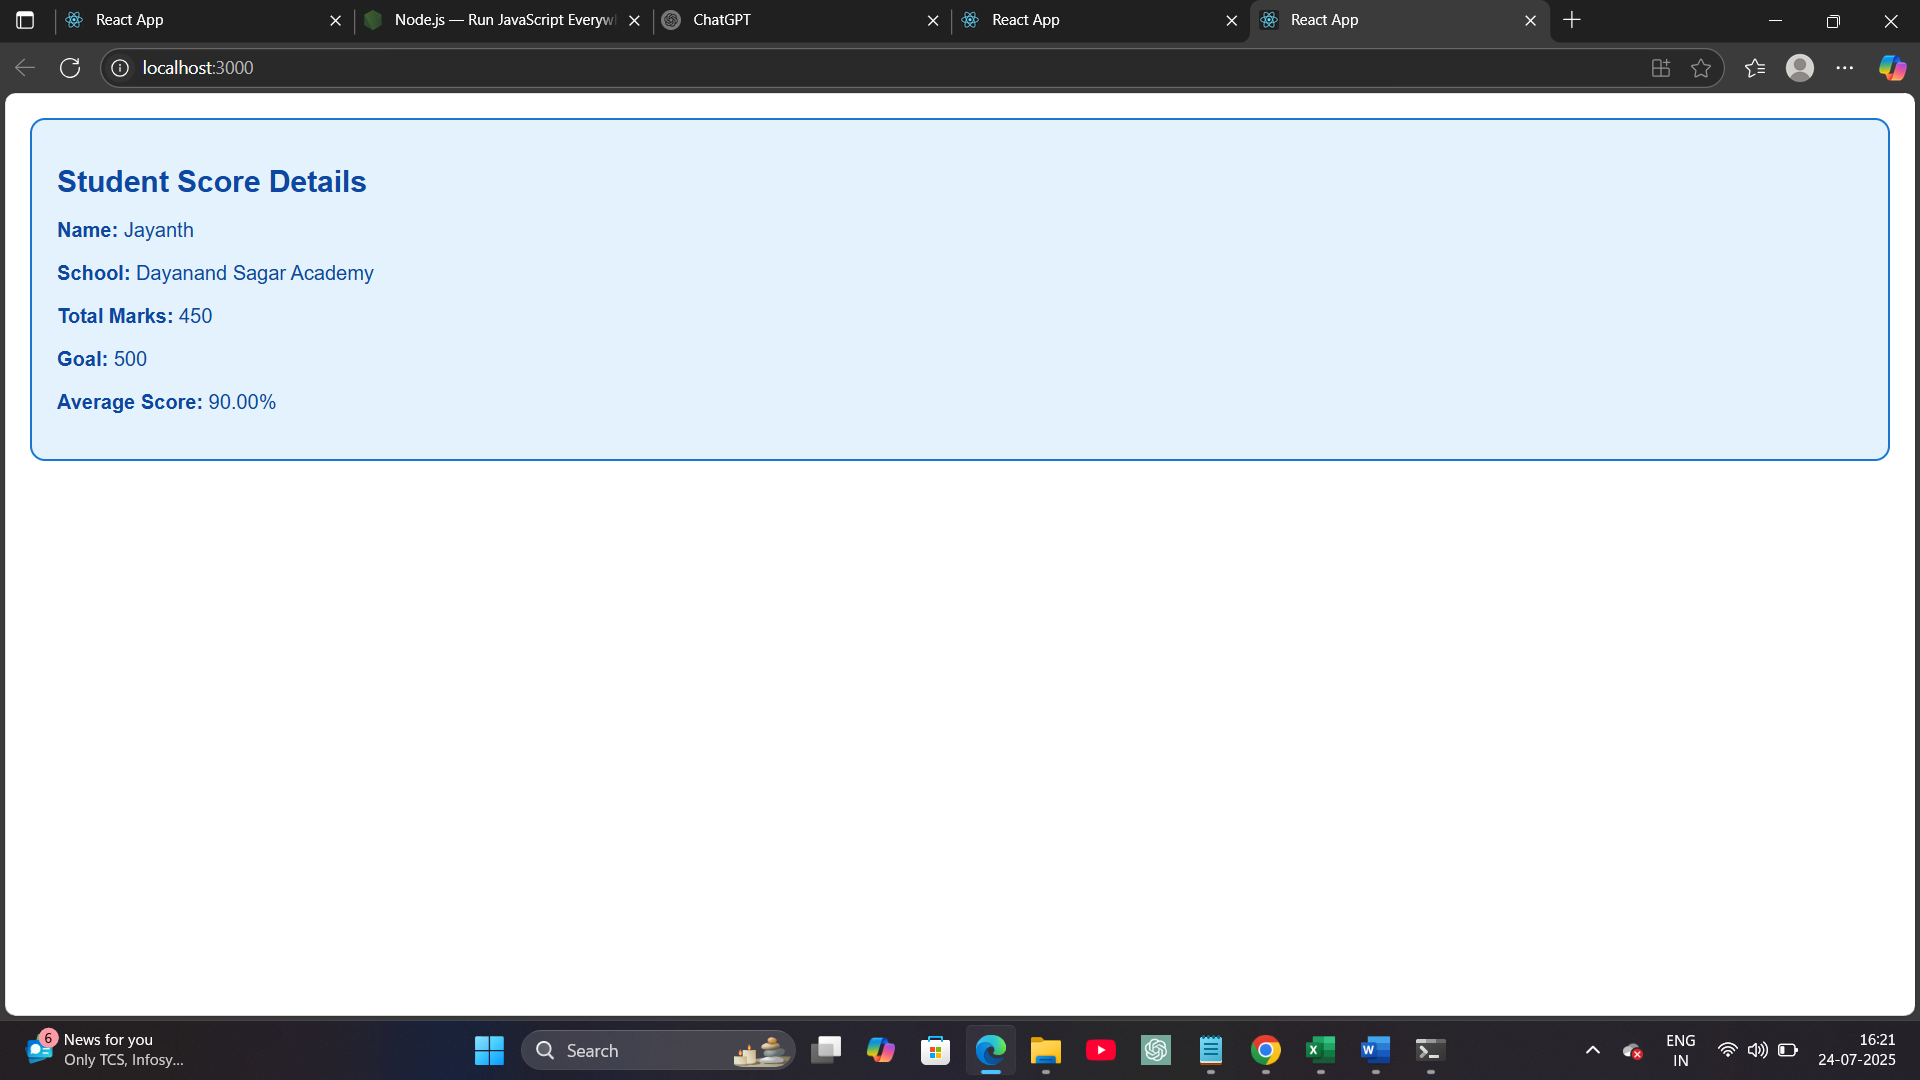 React App
Node.js — Run JavaScript Everyw
ChatGPT
React App
React App
localhost:3000
Student Score Details
Name: Jayanth
School: Dayanand Sagar Academy
Total Marks: 450
Goal: 500
Average Score: 90.00%
6
News for you
Only TCS, Infosy...
Search
ENG
IN
16:21
24-07-2025